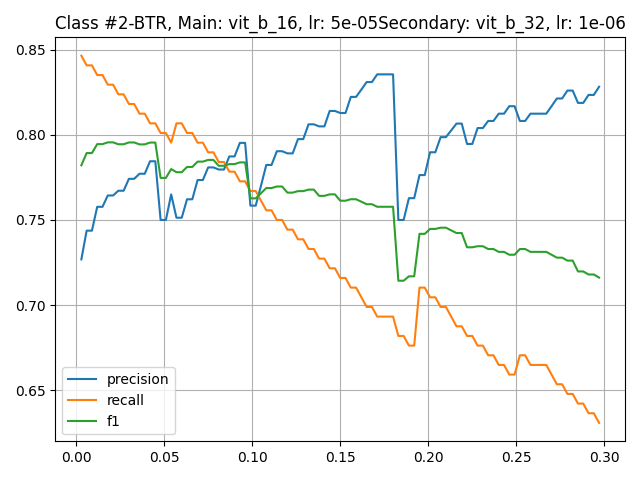 Class #2-BTR, Main: vit_b_16, lr: 5e-05Secondary: vit_b_32, lr: 1e-06
0.85
0.80
0.75
0.70
0.65
precision
recall
f1
0.00 0.05 0.10 0.15 0.20 0.25 0.30